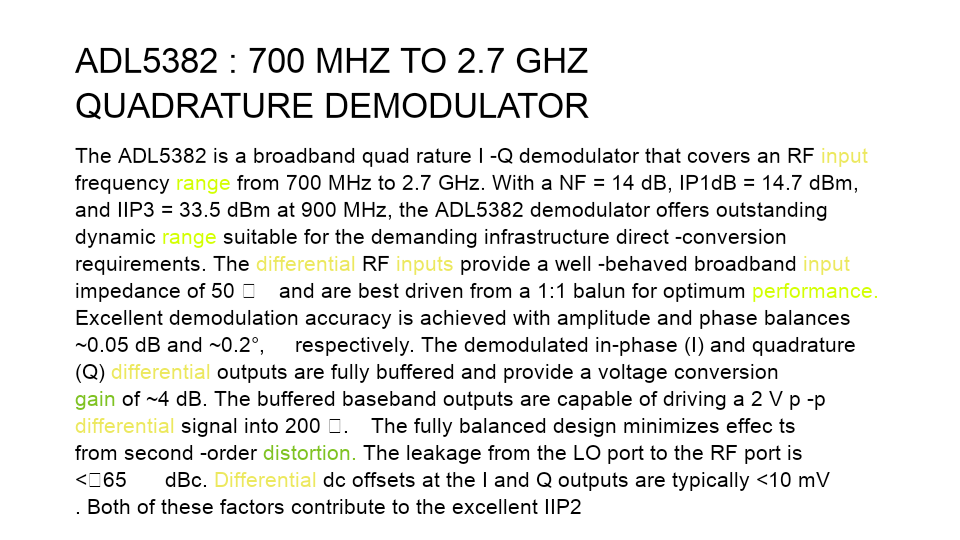 ADL5382 : 700 MHZ TO 2.7 GHZ
QUADRATURE DEMODULATOR
The ADL5382 is a broadband quad rature I -Q demodulator that covers an RF input
frequency range from 700 MHz to 2.7 GHz. With a NF = 14 dB, IP1dB = 14.7 dBm,
and IIP3 = 33.5 dBm at 900 MHz, the ADL5382 demodulator offers outstanding
dynamic range suitable for the demanding infrastructure direct -conversion
requirements. The differential RF inputs provide a well -behaved broadband input
impedance of 50 □ and are best driven from a 1:1 balun for optimum performance.
Excellent demodulation accuracy is achieved with amplitude and phase balances
~0.05 dB and ~0.2°, respectively. The demodulated in-phase (I) and quadrature
(Q) differential outputs are fully buffered and provide a voltage conversion
gain of ~4 dB. The buffered baseband outputs are capable of driving a 2 V p -p
differential signal into 200 □. The fully balanced design minimizes effec ts
from second -order distortion. The leakage from the LO port to the RF port is
<□65 dBc. Differential dc offsets at the I and Q outputs are typically <10 mV
. Both of these factors contribute to the excellent IIP2